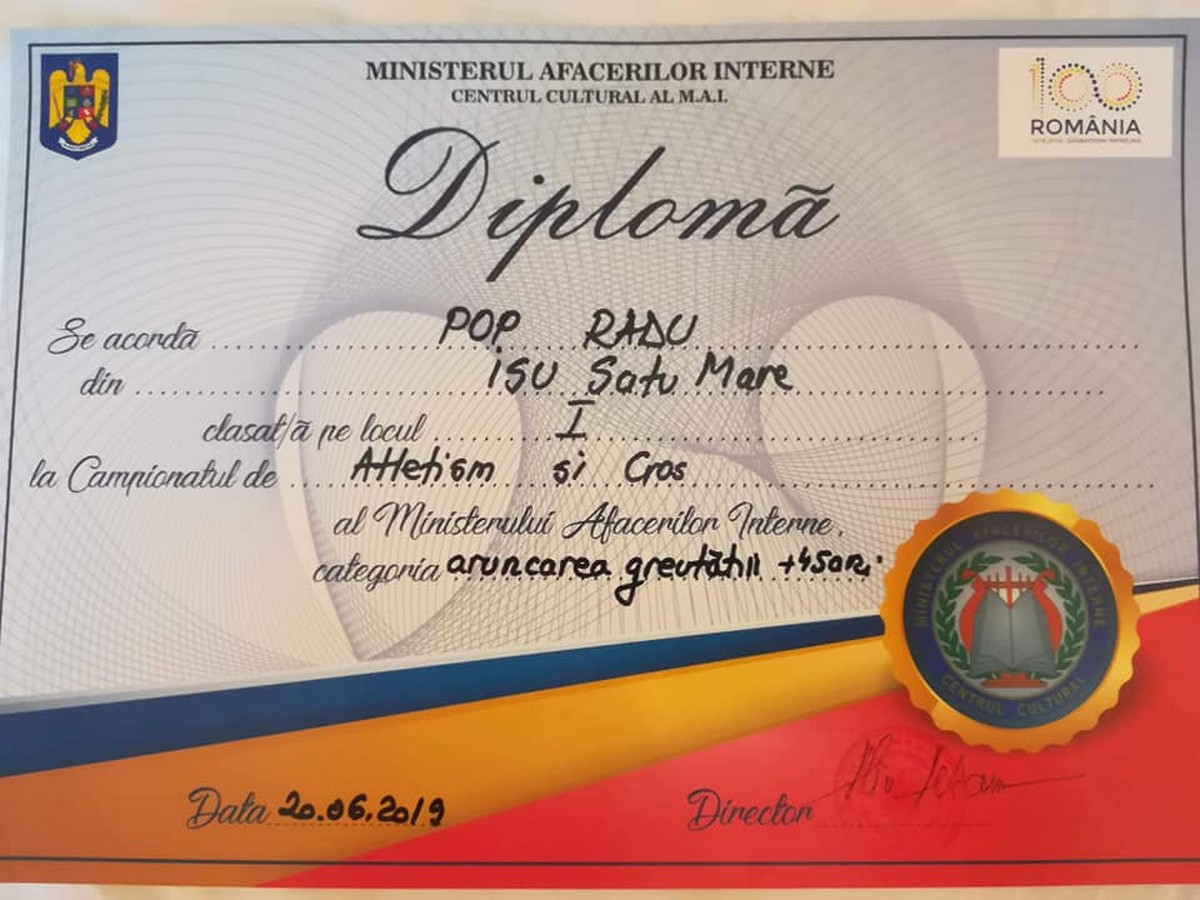 MINISTERUL AFACERILOR INTERNE
CENTRUL CULTURAL AL M.A.I.
100
ROMÂNIA
Diplomă
Se acordă .......... POP RADU
din .......... ISU Satu Mare
clasat/ă pe locul .......... I
la Campionatul de .......... Atletism si Cros
al Ministerului Afacerilor Interne,
categoria aruncarea greutății +45ani
MINISTERUL AFACERILOR INTERNE
CENTRUL CULTURAL
Data 20.06.2019
Director